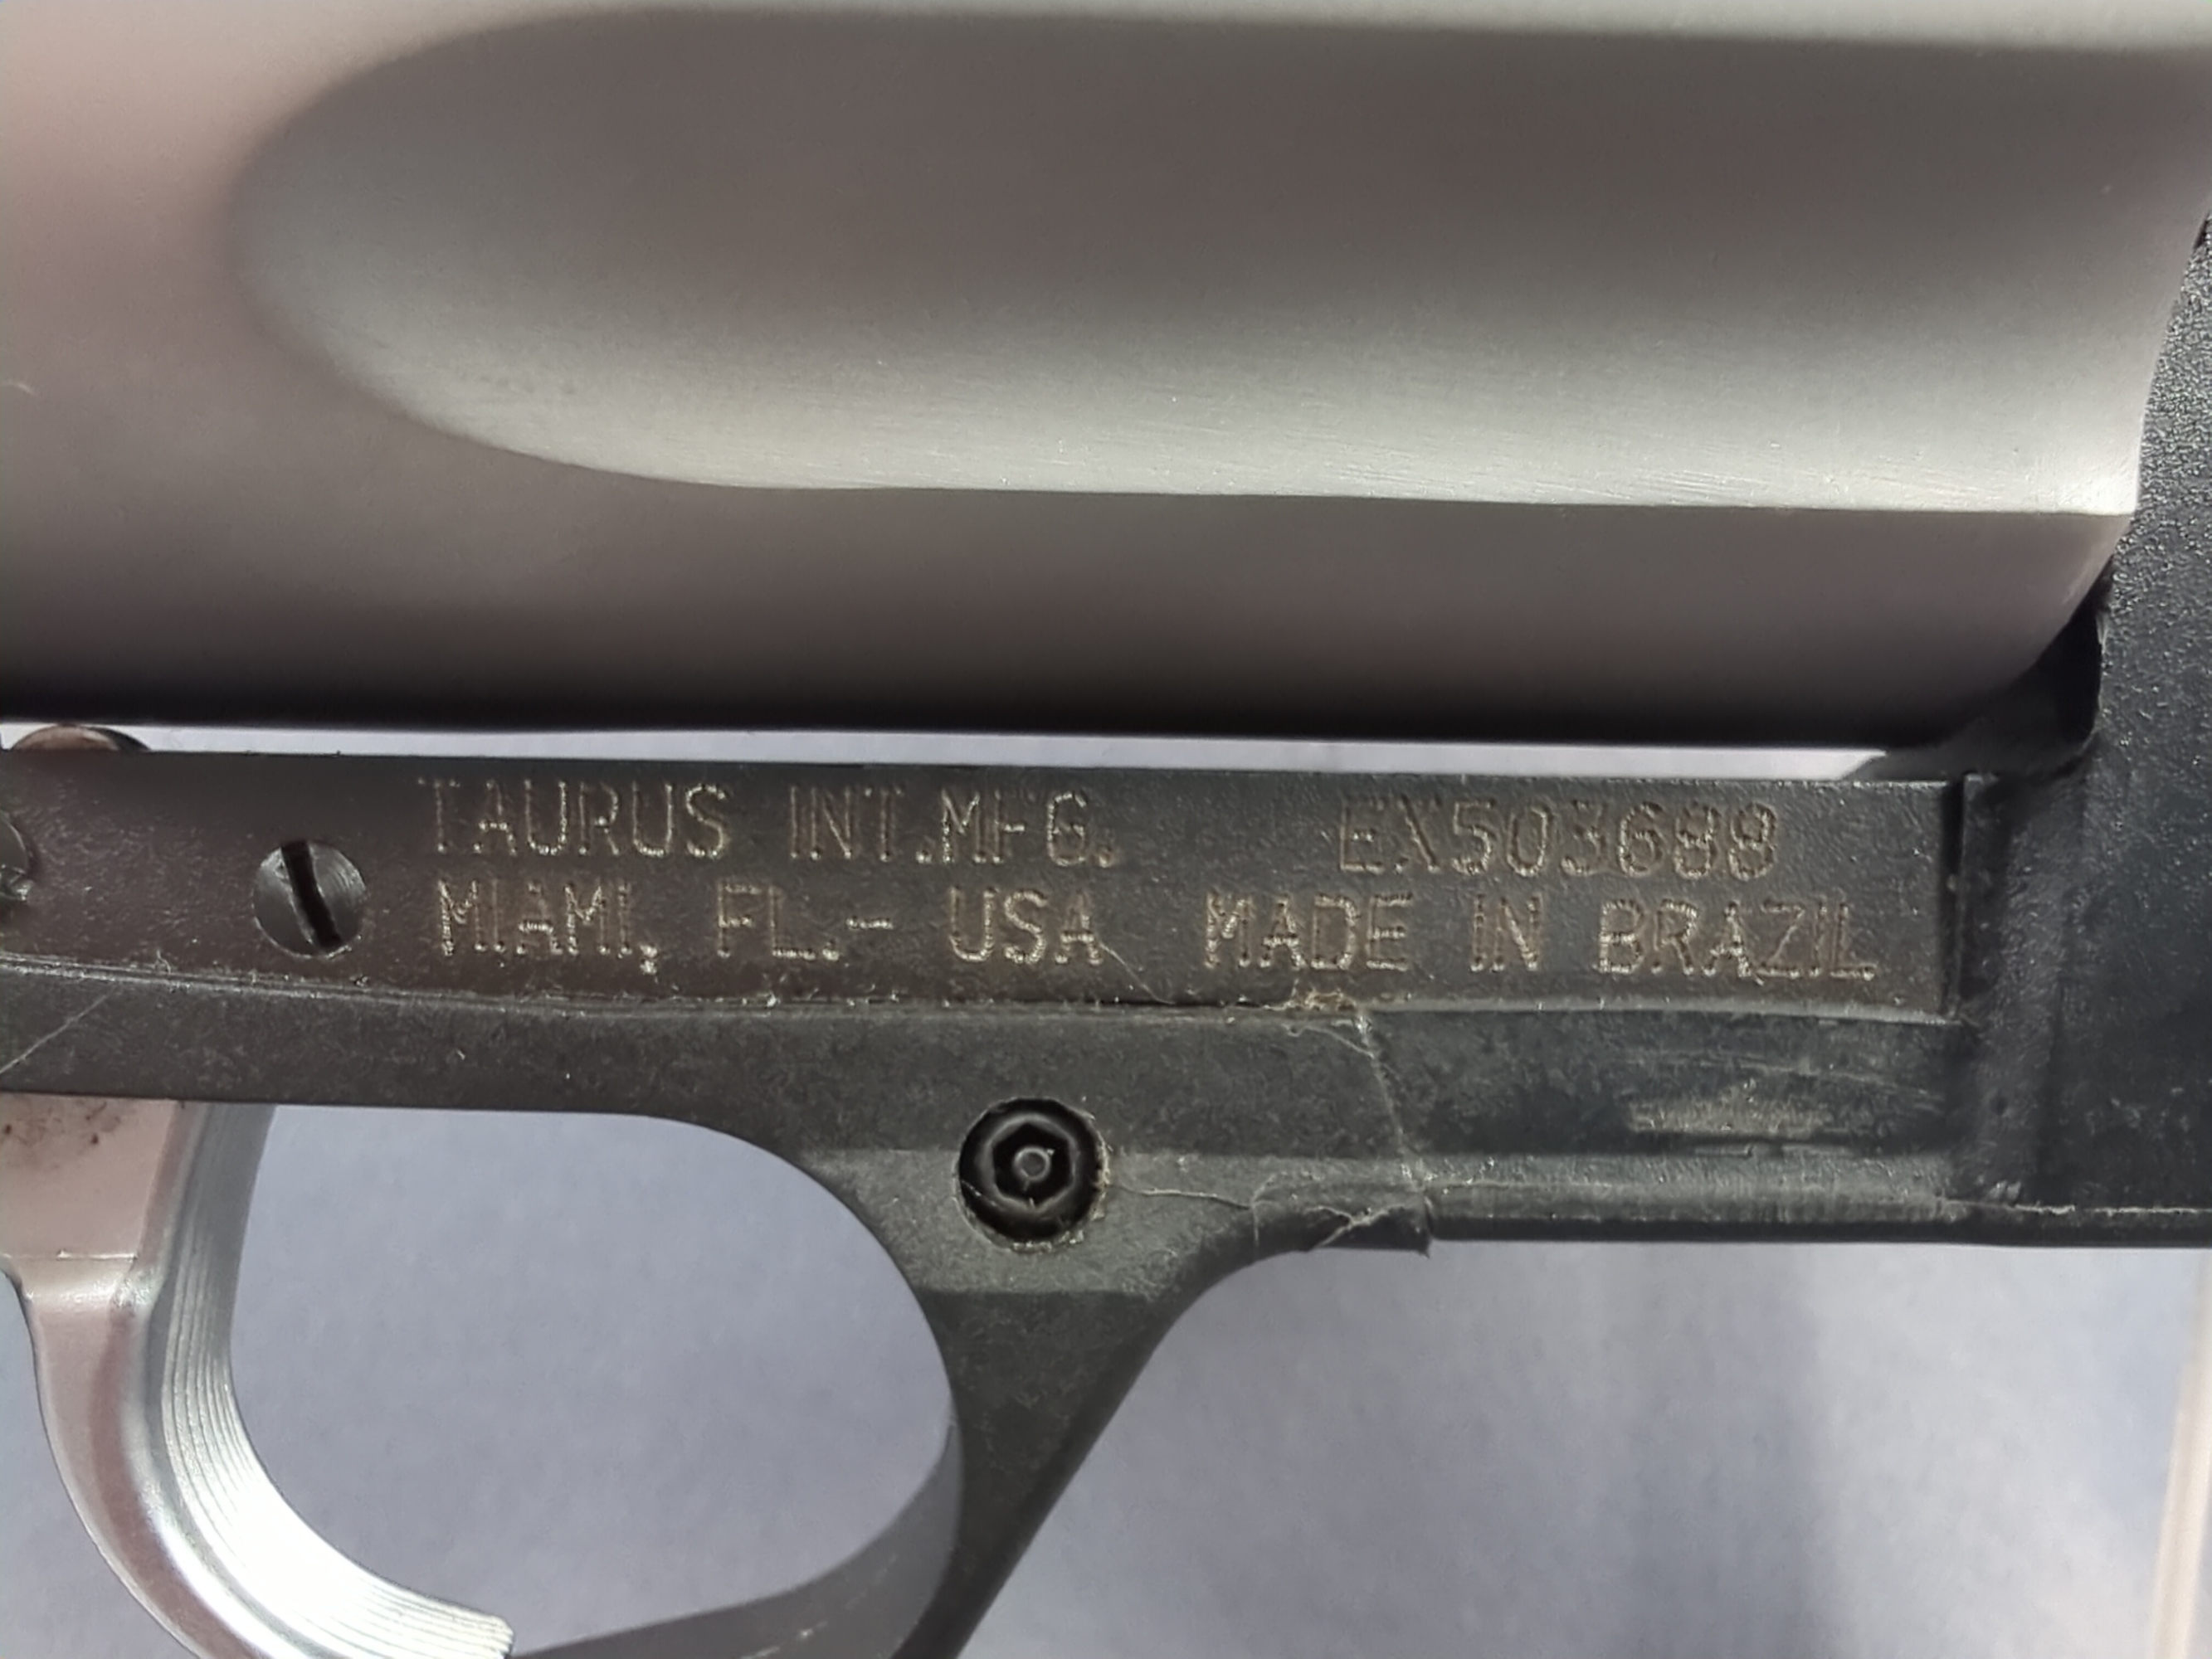 TAURUS INT.MFG. EX503688
MIAMI, FL.- USA MADE IN BRAZIL